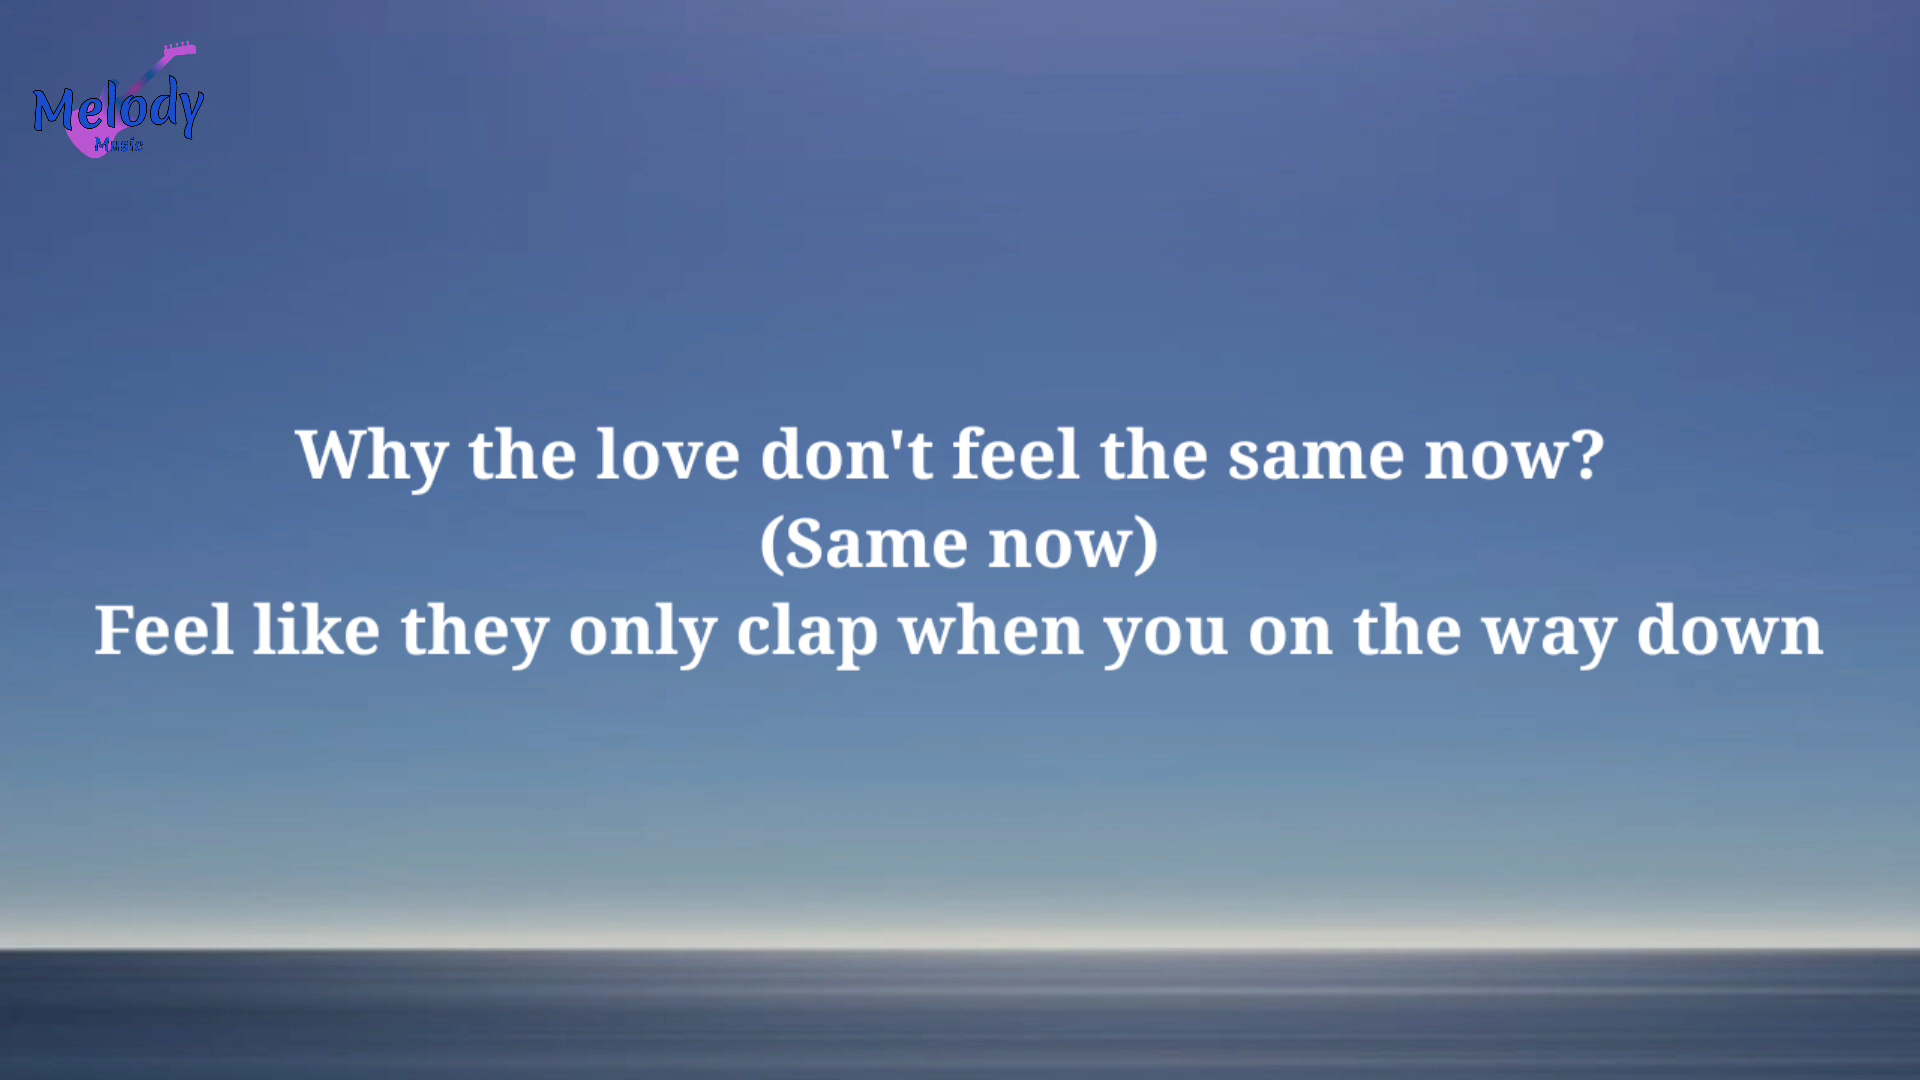 Melody
Music
Why the love don't feel the same now?
(Same now)
Feel like they only clap when you on the way down